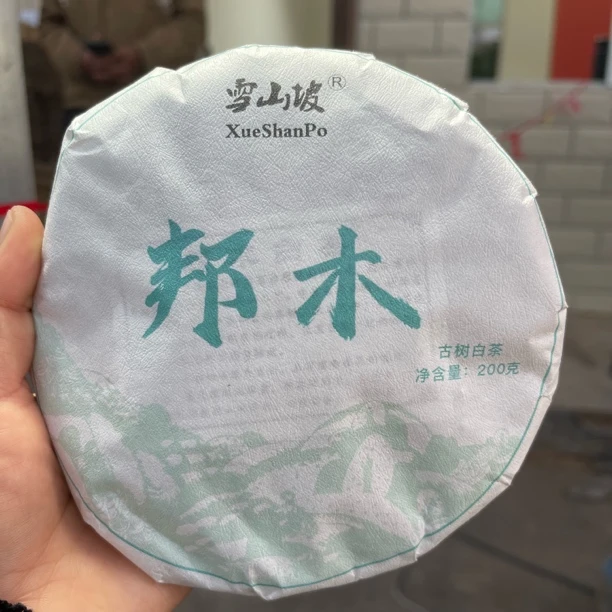 雪山坡®
XueShanPo
邦木
古树白茶
净含量：200克